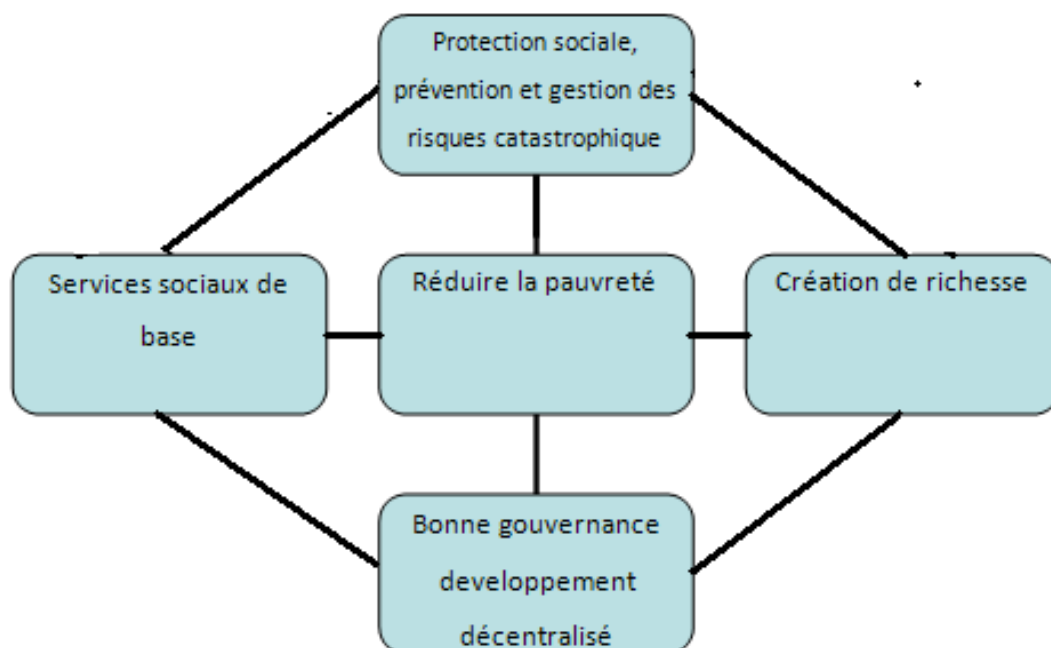 Protection sociale,
prévention et gestion des
risques catastrophique
Services sociaux de
base
Réduire la pauvreté
Création de richesse
Bonne gouvernance
developpement
décentralisé